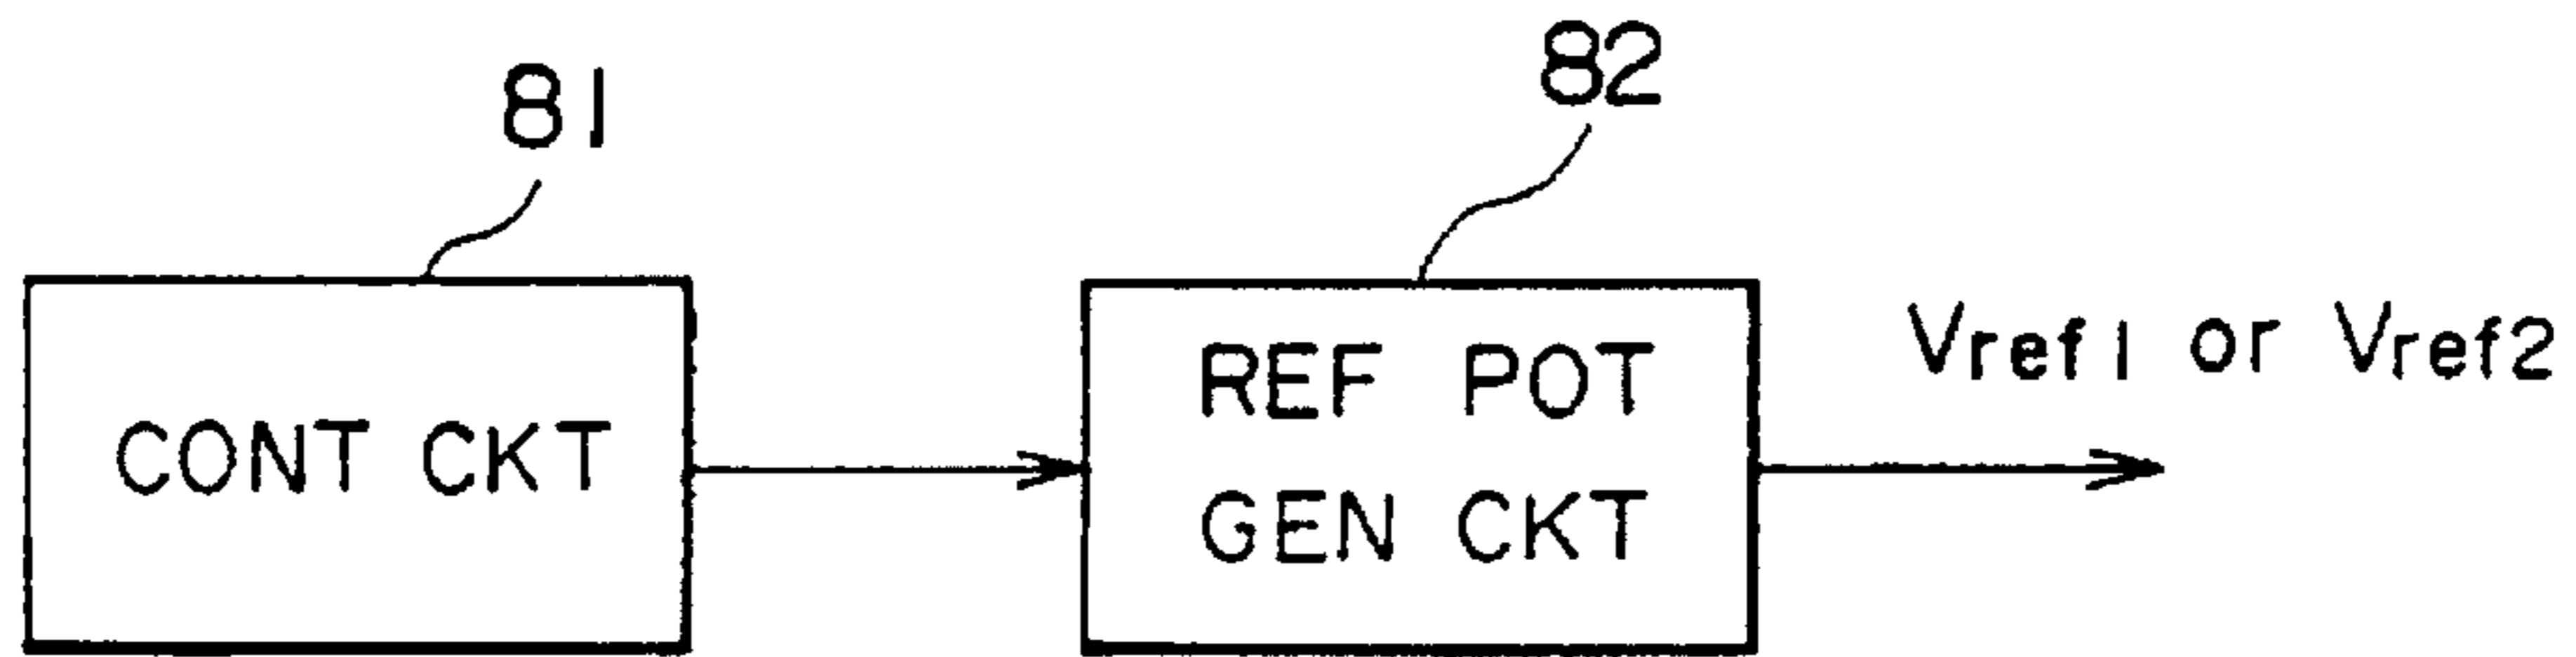 81
82
CONT CKT
REF POT
GEN CKT
Vref1 or Vref2